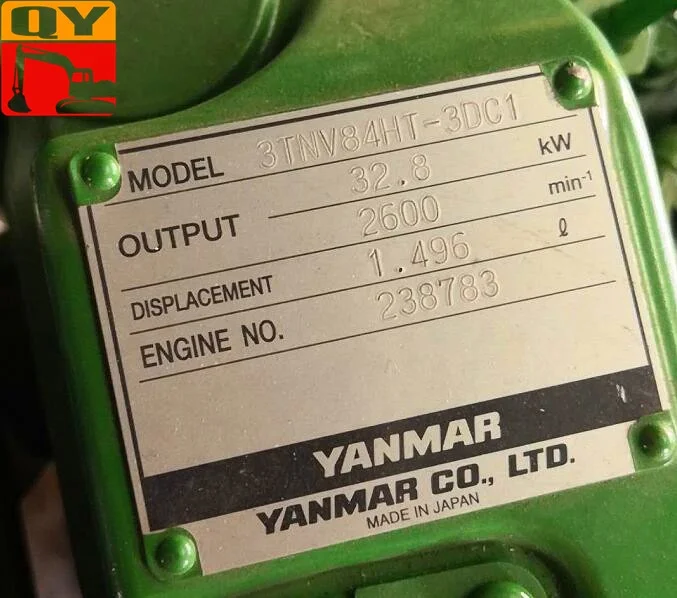 QY
MODEL 3TNV84HT-3DC1
OUTPUT 32.8 kW
2600 min-1
DISPLACEMENT 1.496 ℓ
ENGINE NO. 238783
YANMAR
YANMAR CO., LTD.
MADE IN JAPAN